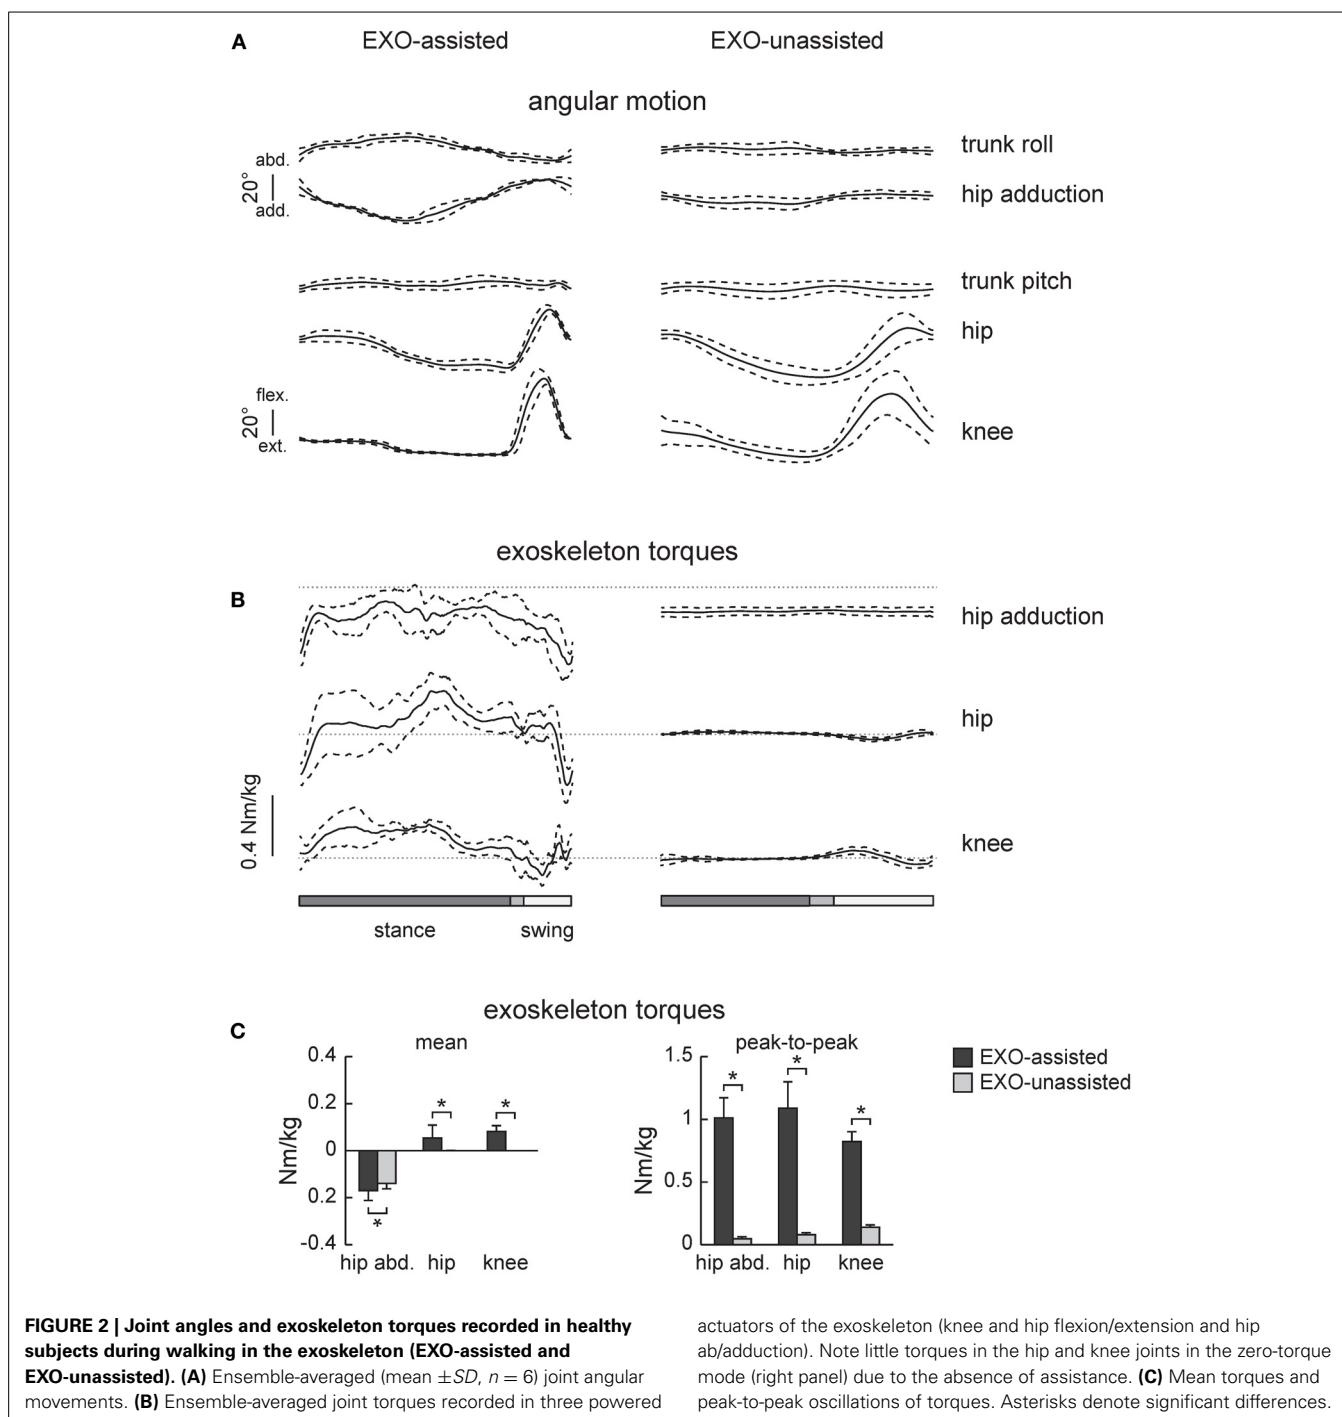 A
EXO-assisted
EXO-unassisted
angular motion
abd.
20°
add.
trunk roll
hip adduction
trunk pitch
hip
flex.
20°
ext.
knee
exoskeleton torques
B
hip adduction
hip
0.4 Nm/kg
knee
stance
swing
exoskeleton torques
C
mean
0.4
0.2
0
0.2
-0.4
Nm/kg
*
*
*
hip abd.
hip
knee
peak-to-peak
1.5
1
0.5
0
Nm/kg
*
*
*
hip abd.
hip
knee
EXO-assisted
EXO-unassisted
FIGURE 2 | Joint angles and exoskeleton torques recorded in healthy
subjects during walking in the exoskeleton (EXO-assisted and
EXO-unassisted). (A) Ensemble-averaged (mean ±SD, n = 6) joint angular
movements. (B) Ensemble-averaged joint torques recorded in three powered
actuators of the exoskeleton (knee and hip flexion/extension and hip
ab/adduction). Note little torques in the hip and knee joints in the zero-torque
mode (right panel) due to the absence of assistance. (C) Mean torques and
peak-to-peak oscillations of torques. Asterisks denote significant differences.